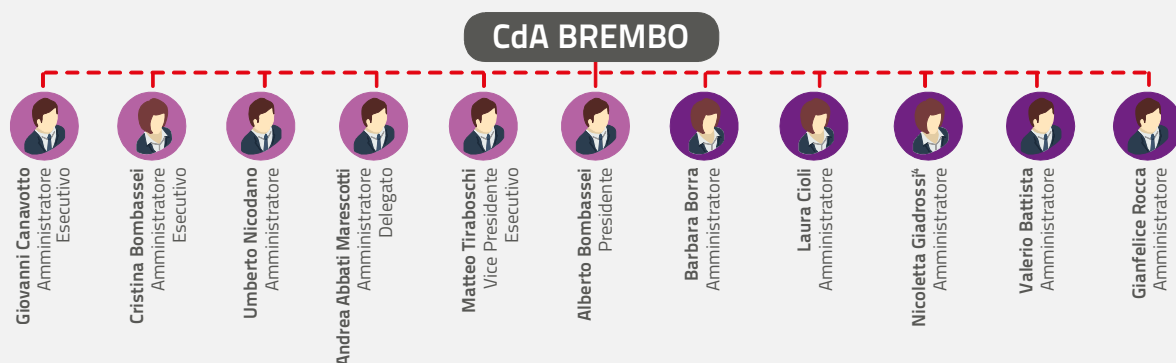 CdA BREMBO
Giovanni Canavotto
Amministratore
Esecutivo
Cristina Bombassei
Amministratore
Esecutivo
Umberto Nicodano
Amministratore
Andrea Abbati Marescotti
Amministratore
Delegato
Matteo Tiraboschi
Vice Presidente
Esecutivo
Alberto Bombassei
Presidente
Barbara Borra
Amministratore
Laura Cioli
Amministratore
Nicoletta Giadrossi⁴
Amministratore
Valerio Battista
Amministratore
Gianfelice Rocca
Amministratore